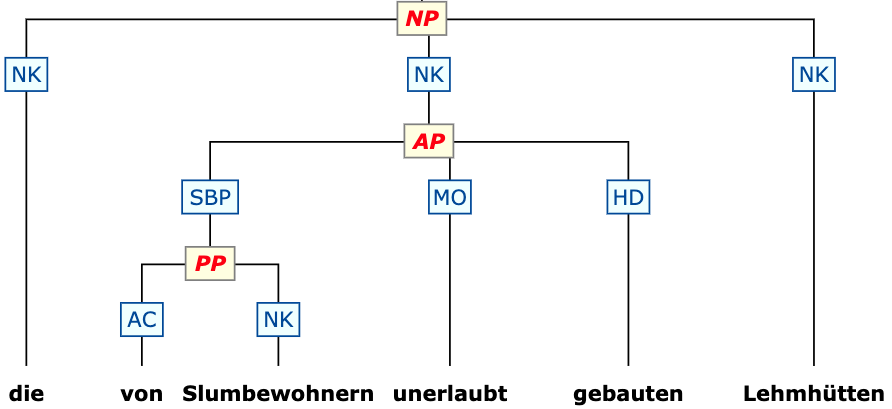 NP
NK NK NK
AP
SBP MO HD
PP
AC NK
die von Slumbewohnern unerlaubt gebauten Lehmhütten